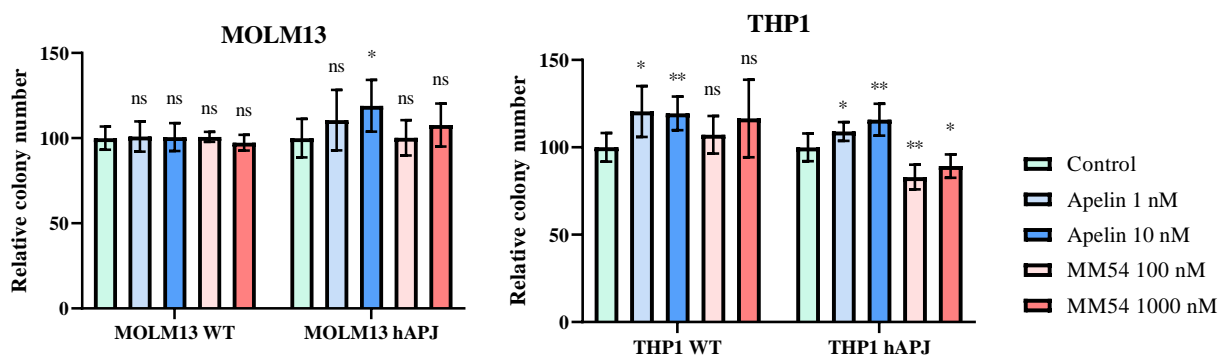 MOLM13
Relative colony number
150
100
50
0
ns
ns
ns
ns
ns
*
ns
ns
MOLM13 WT
MOLM13 hAPJ
THP1
Relative colony number
150
100
50
0
*
**
ns
ns
*
**
**
*
THP1 WT
THP1 hAPJ
Control
Apelin 1 nM
Apelin 10 nM
MM54 100 nM
MM54 1000 nM